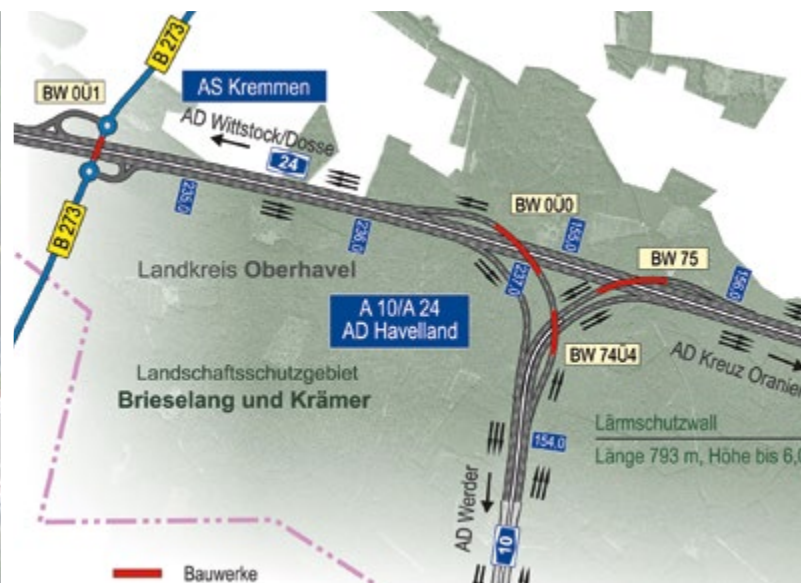 B 273
BW 0Ü1
AS Kremmen
AD Wittstock/Dosse
24
235.0
236.0
BW 0Ü0
155.0
237.0
BW 75
156.0
Landkreis Oberhavel
A 10/A 24
AD Havelland
BW 74Ü4
AD Kreuz Oranie
B 273
Landschaftsschutzgebiet
Brieselang und Krämer
Lärmschutzwall
154.0
Länge 793 m, Höhe bis 6,0
AD Werder
10
Bauwerke